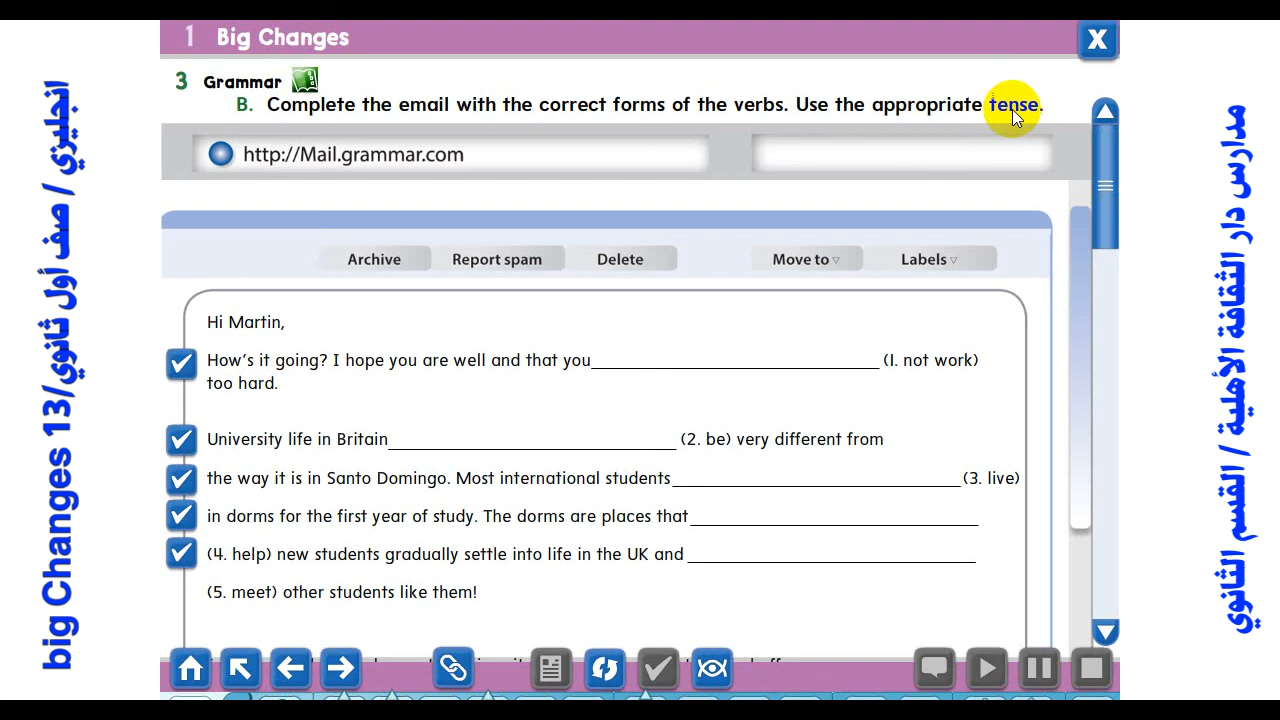 1 Big Changes
X
3 Grammar
B. Complete the email with the correct forms of the verbs. Use the appropriate tense.
http://Mail.grammar.com
Archive Report spam Delete Move to Labels
Hi Martin,
How's it going? I hope you are well and that you (1. not work)
too hard.
University life in Britain (2. be) very different from
the way it is in Santo Domingo. Most international students (3. live)
in dorms for the first year of study. The dorms are places that
(4. help) new students gradually settle into life in the UK and
(5. meet) other students like them!
انجليزي / صف أول ثانوي/big Changes 13
مدارس دار الثقافة الأهلية / القسم الثانوي